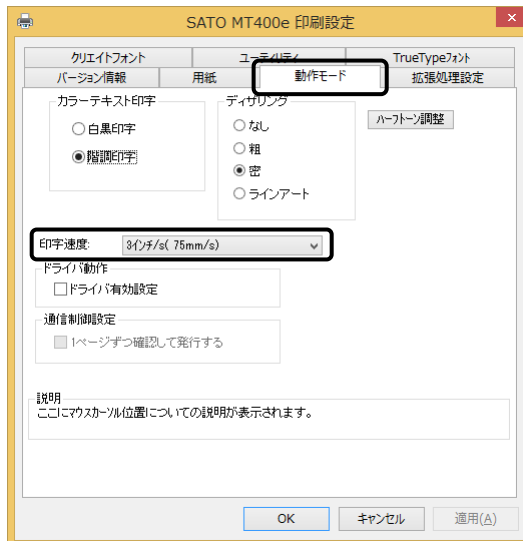 SATO MT400e 印刷設定
クリエイトフォント ユーティリティ TrueTypeフォント
バージョン情報 用紙 動作モード 拡張処理設定
カラーテキスト印字
白黒印字
階調印字
ディザリング
なし
粗
密
ラインアート
ハーフトーン調整
印字速度: 3インチ/s( 75mm/s)
ドライバ動作
ドライバ有効設定
通信制御設定
1ページずつ確認して発行する
説明
ここにマウスカーソル位置についての説明が表示されます。
OK キャンセル 適用(A)